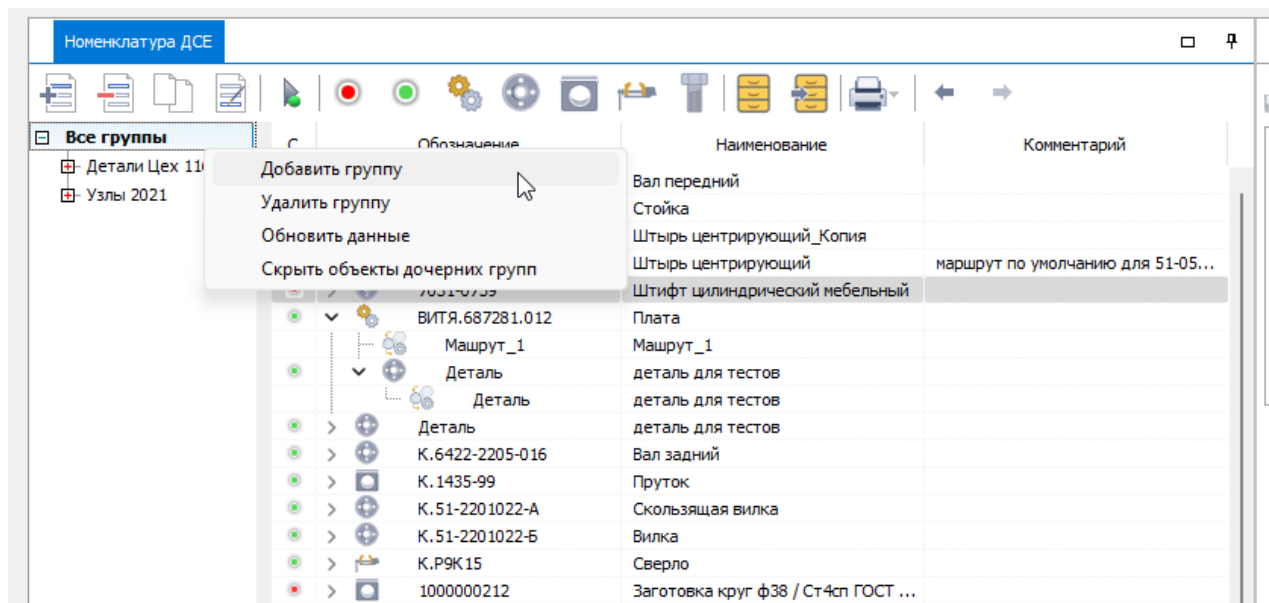 Номенклатура ДСЕ
Все группы
Детали Цех
Узлы 2021
Добавить группу
Удалить группу
Обновить данные
Скрыть объекты дочерних групп
С Обозначение Наименование Комментарий
Вал передний
Стойка
Штырь центрирующий_Копия
Штырь центрирующий маршрут по умолчанию для 51-05...
7031-0739 Штифт цилиндрический мебельный
ВИТЯ.687281.012 Плата
Машрут_1 Машрут_1
Деталь деталь для тестов
Деталь деталь для тестов
Деталь деталь для тестов
К.6422-2205-016 Вал задний
К.1435-99 Пруток
К.51-2201022-А Скользящая вилка
К.51-2201022-Б Вилка
К.Р9К15 Сверло
1000000212 Заготовка круг ф38 / Ст4сп ГОСТ ...